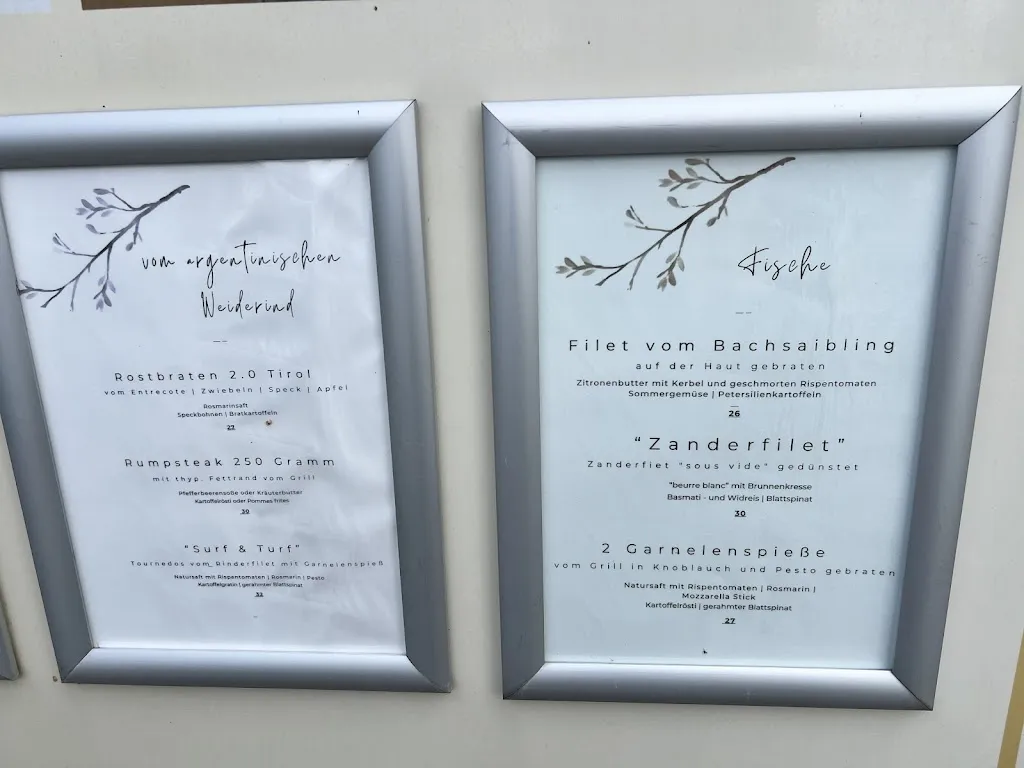 vom argentinischen
Weiderind
Rostbraten 2.0 Tirol
vom Entrecote | Zwiebeln | Speck | Apfel
Rosmarinsaft
Speckbohnen | Bratkartoffeln
27
Rumpsteak 250 Gramm
mit thyp. Fettrand vom Grill
Pfefferbeerensoße oder Kräuterbutter
Kartoffelrösti oder Pommes frites
30
"Surf & Turf"
Tournedos vom Rinderfilet mit Garnelenspieß
Natursaft mit Rispentomaten | Rosmarin | Pesto
Kartoffelgratin | gerahmter Blattspinat
32
Fische
Filet vom Bachsaibling
auf der Haut gebraten
Zitronenbutter mit Kerbel und geschmorten Rispentomaten
Sommergemüse | Petersilienkartoffeln
26
"Zanderfilet"
Zanderfiet "sous vide" gedünstet
"beurre blanc" mit Brunnenkresse
Basmati - und Widreis | Blattspinat
30
2 Garnelenspieße
vom Grill in Knoblauch und Pesto gebraten
Natursaft mit Rispentomaten | Rosmarin |
Mozzarella Stick
Kartoffelrösti | gerahmter Blattspinat
27